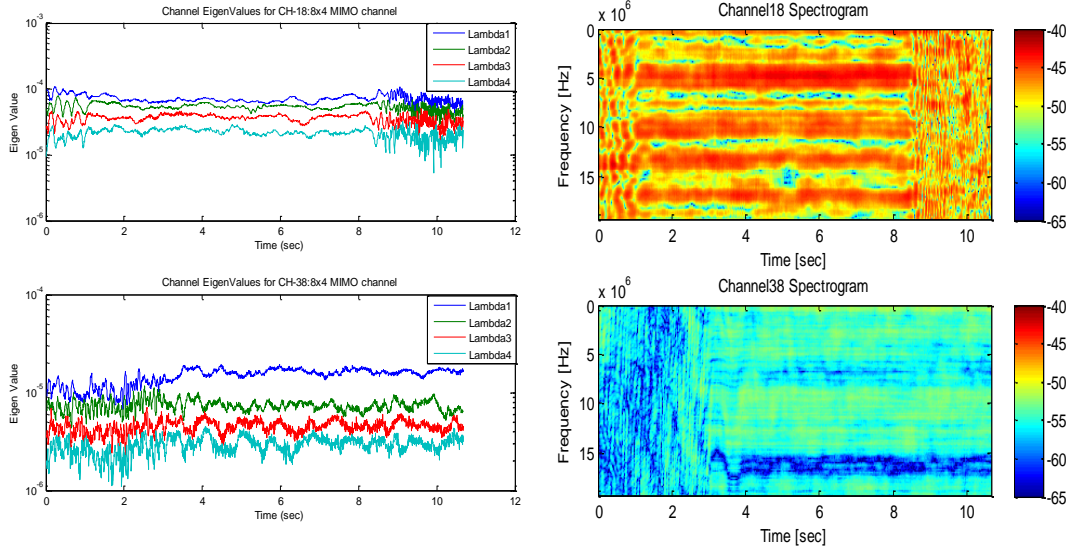 Channel EigenValues for CH-18:8x4 MIMO channel
10^-3
10^-4
10^-5
10^-6
Eigen Value
0 2 4 6 8 10 12
Time (sec)
Lambda1
Lambda2
Lambda3
Lambda4
Channel18 Spectrogram
x 10^6
0
5
10
15
Frequency [Hz]
0 2 4 6 8 10
Time [sec]
-40
-45
-50
-55
-60
-65
Channel EigenValues for CH-38:8x4 MIMO channel
10^-4
10^-5
10^-6
Eigen Value
0 2 4 6 8 10 12
Time (sec)
Lambda1
Lambda2
Lambda3
Lambda4
Channel38 Spectrogram
x 10^6
0
5
10
15
Frequency [Hz]
0 2 4 6 8 10
Time [sec]
-40
-45
-50
-55
-60
-65